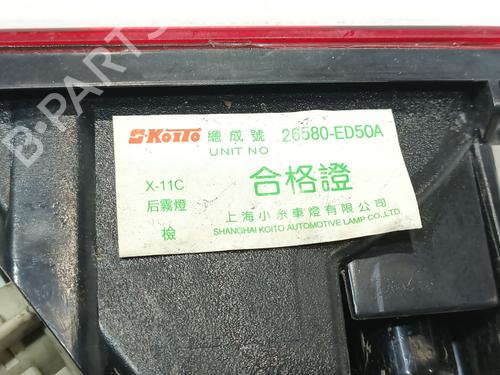 B-PARTS
S-KOITO 總成號 26580-ED50A
UNIT NO
X-11C 合格證
后霧燈
檢 上海小糸車燈有限公司
SHANGHAI KOITO AUTOMOTIVE LAMP CO.,LTD.